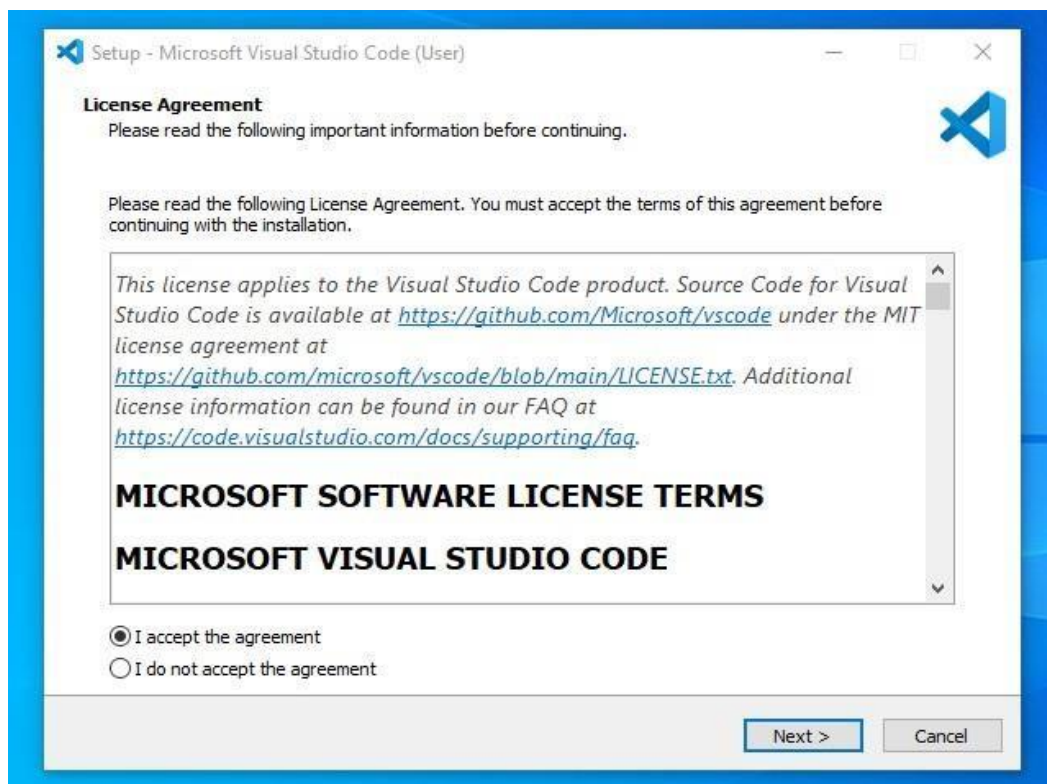 Setup - Microsoft Visual Studio Code (User)
License Agreement
Please read the following important information before continuing.
Please read the following License Agreement. You must accept the terms of this agreement before
continuing with the installation.
This license applies to the Visual Studio Code product. Source Code for Visual
Studio Code is available at https://github.com/Microsoft/vscode under the MIT
license agreement at
https://github.com/microsoft/vscode/blob/main/LICENSE.txt. Additional
license information can be found in our FAQ at
https://code.visualstudio.com/docs/supporting/faq.
MICROSOFT SOFTWARE LICENSE TERMS
MICROSOFT VISUAL STUDIO CODE
I accept the agreement
I do not accept the agreement
Next >
Cancel